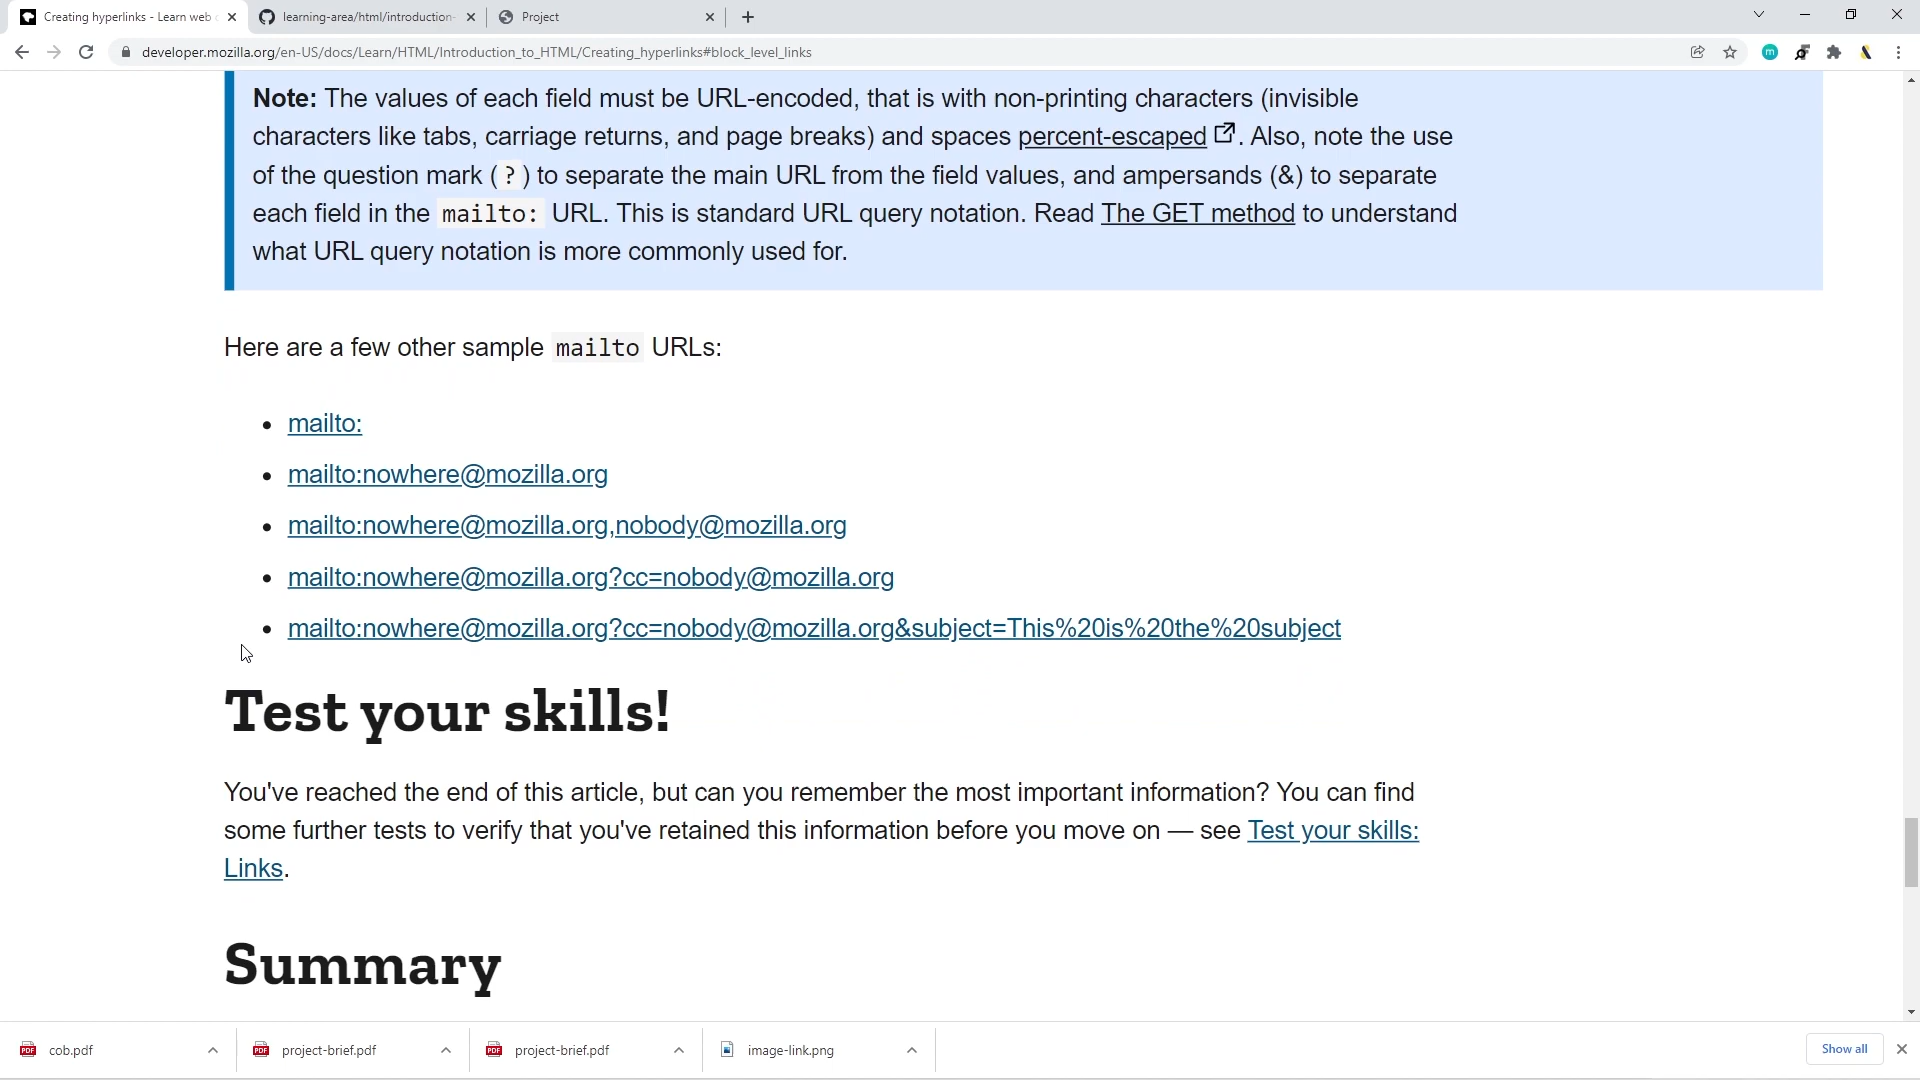 Creating hyperlinks - Learn web
learning-area/html/introduction-
Project
developer.mozilla.org/en-US/docs/Learn/HTML/Introduction_to_HTML/Creating_hyperlinks#block_level_links
m
Note: The values of each field must be URL-encoded, that is with non-printing characters (invisible
characters like tabs, carriage returns, and page breaks) and spaces percent-escaped. Also, note the use
of the question mark (?) to separate the main URL from the field values, and ampersands (&) to separate
each field in the mailto: URL. This is standard URL query notation. Read The GET method to understand
what URL query notation is more commonly used for.
Here are a few other sample mailto URLs:
• mailto:
• mailto:nowhere@mozilla.org
• mailto:nowhere@mozilla.org,nobody@mozilla.org
• mailto:nowhere@mozilla.org?cc=nobody@mozilla.org
• mailto:nowhere@mozilla.org?cc=nobody@mozilla.org&subject=This%20is%20the%20subject
Test your skills!
You've reached the end of this article, but can you remember the most important information? You can find
some further tests to verify that you've retained this information before you move on — see Test your skills:
Links.
Summary
PDF cob.pdf
PDF project-brief.pdf
PDF project-brief.pdf
image-link.png
Show all